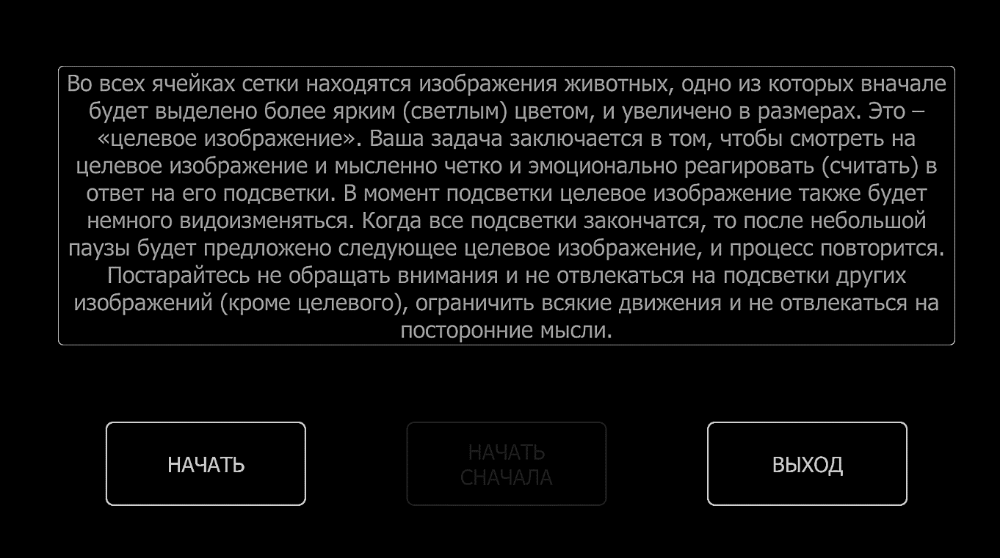 Во всех ячейках сетки находятся изображения животных, одно из которых вначале
будет выделено более ярким (светлым) цветом, и увеличено в размерах. Это –
«целевое изображение». Ваша задача заключается в том, чтобы смотреть на
целевое изображение и мысленно четко и эмоционально реагировать (считать) в
ответ на его подсветки. В момент подсветки целевое изображение также будет
немного видоизменяться. Когда все подсветки закончатся, то после небольшой
паузы будет предложено следующее целевое изображение, и процесс повторится.
Постарайтесь не обращать внимания и не отвлекаться на подсветки других
изображений (кроме целевого), ограничить всякие движения и не отвлекаться на
посторонние мысли.
НАЧАТЬ
НАЧАТЬ
СНАЧАЛА
ВЫХОД